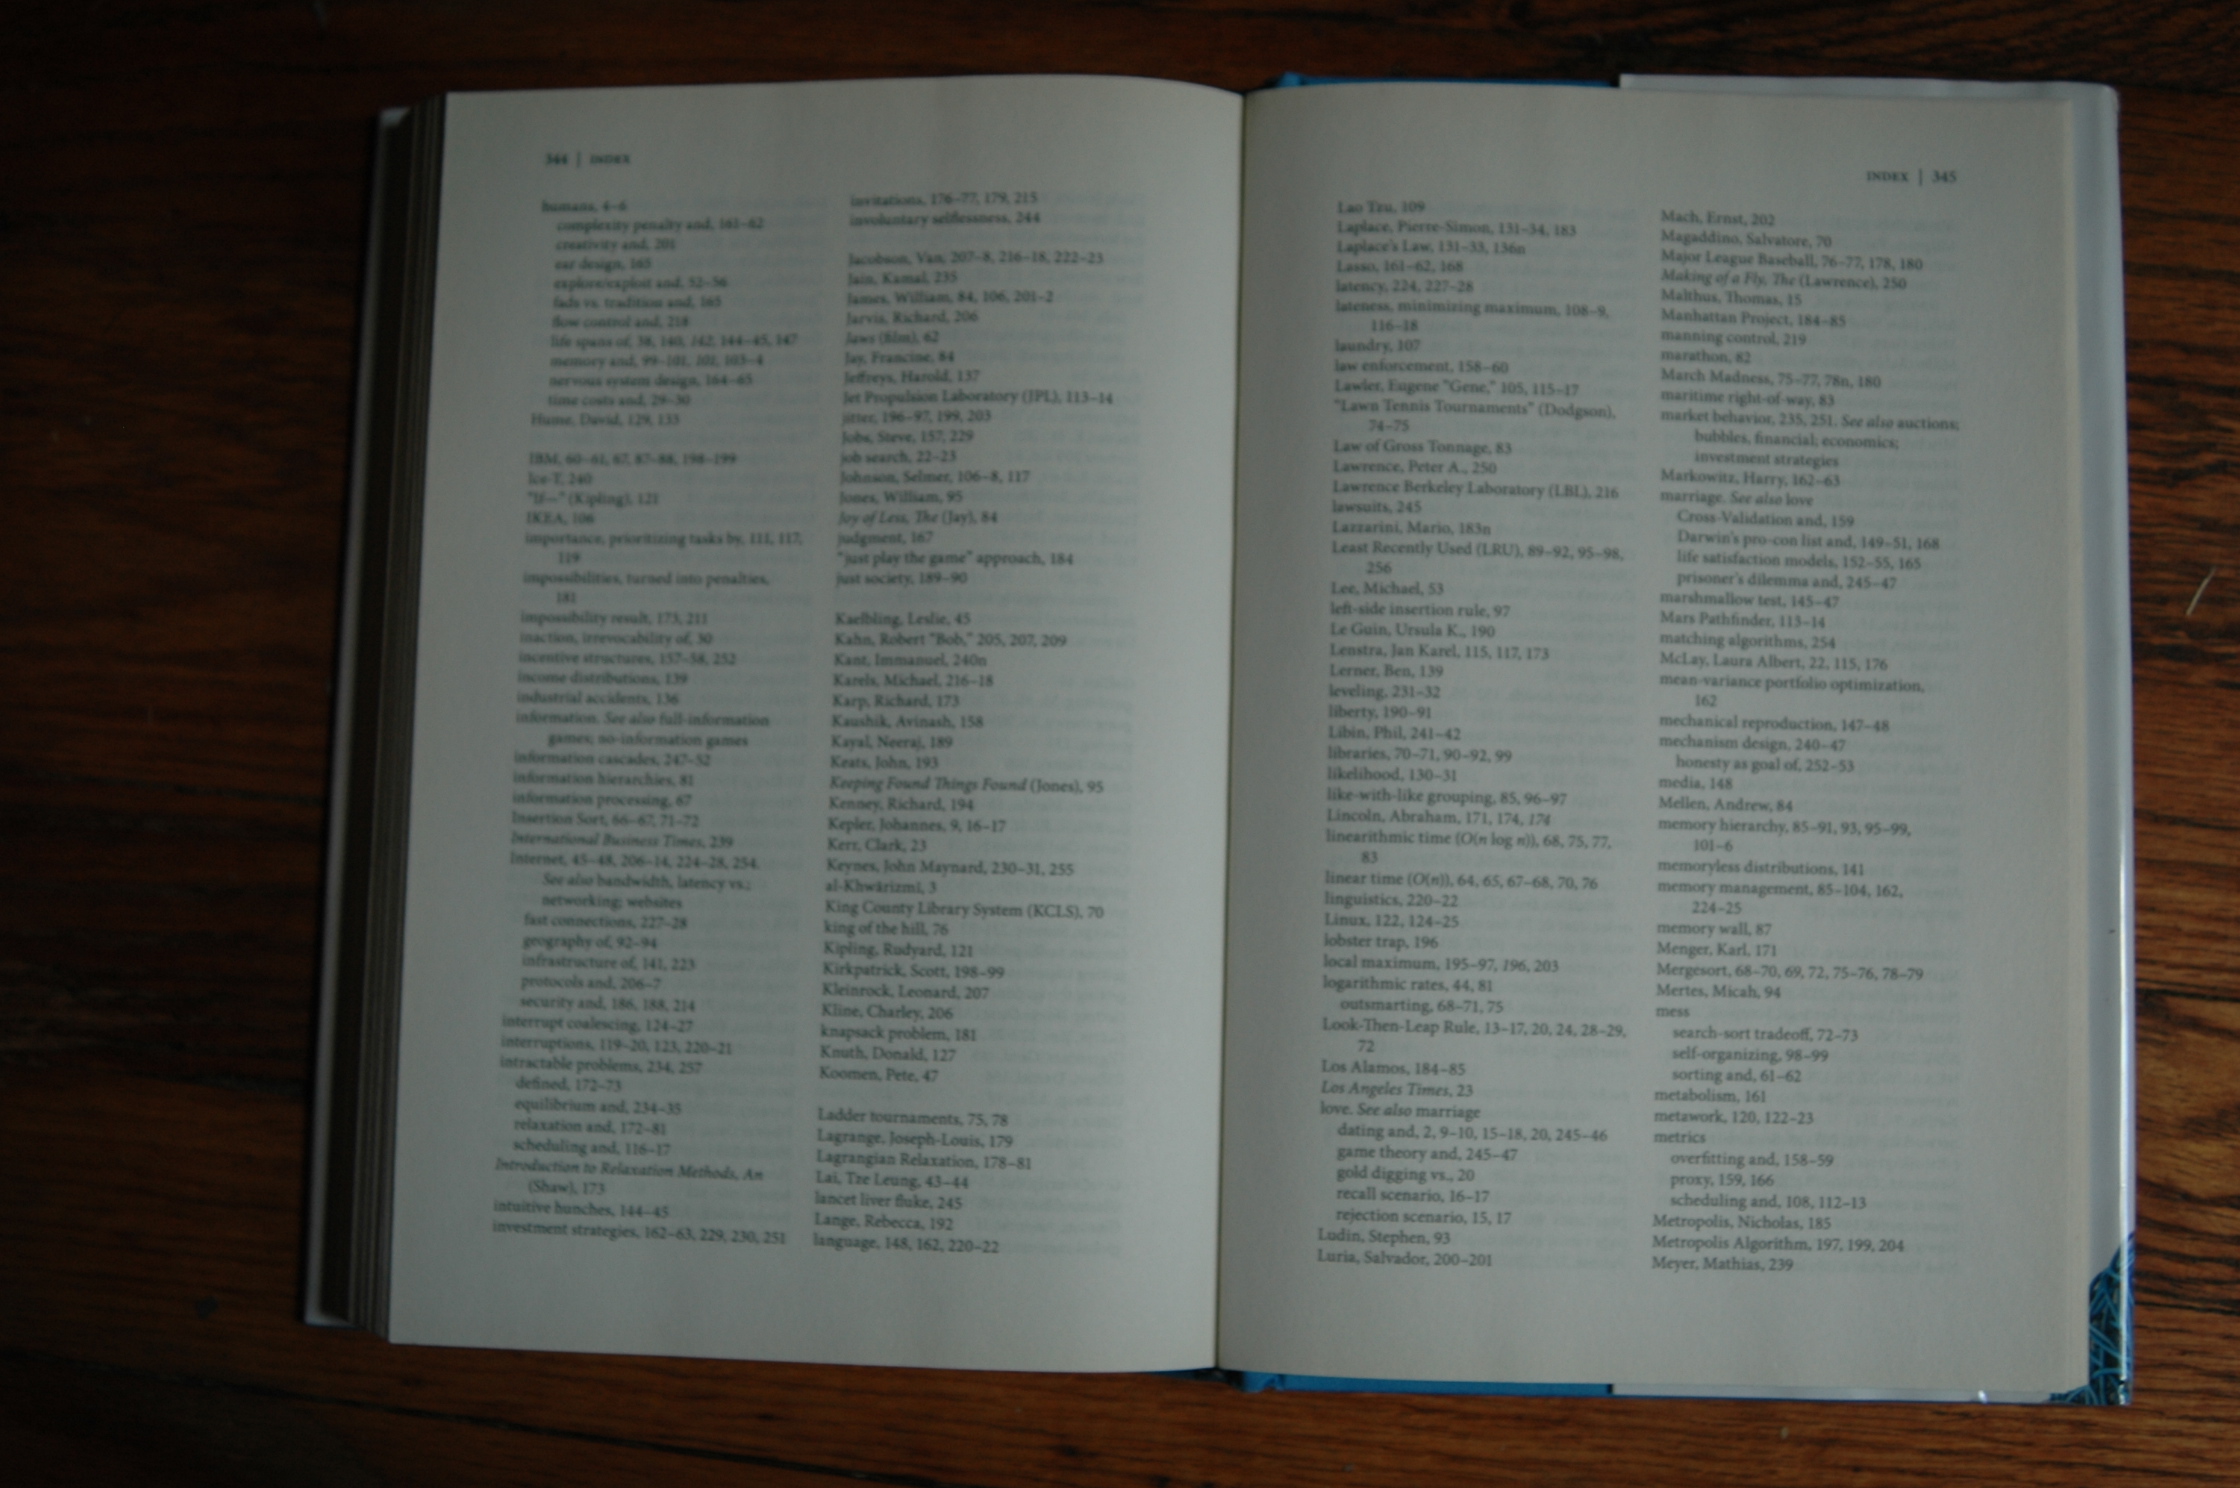 344 | INDEX
humans, 4–6
complexity penalty and, 161–62
creativity and, 201
ear design, 165
explore/exploit and, 52–56
fads vs. tradition and, 165
flow control and, 218
life spans of, 138, 140, 142, 144–45, 147
memory and, 99–101, 101, 103–4
nervous system design, 164–65
time costs and, 29–30
Hume, David, 128, 133
IBM, 60–61, 67, 87–88, 198–199
Ice-T, 240
"If—" (Kipling), 121
IKEA, 106
importance, prioritizing tasks by, 111, 117,
119
impossibilities, turned into penalties,
181
impossibility result, 173, 211
inaction, irrevocability of, 30
incentive structures, 157–58, 252
income distributions, 139
industrial accidents, 136
information. See also full-information
games; no-information games
information cascades, 247–52
information hierarchies, 81
information processing, 67
Insertion Sort, 66–67, 71–72
International Business Times, 239
Internet, 45–48, 206–14, 224–28, 254.
See also bandwidth, latency vs.;
networking; websites
fast connections, 227–28
geography of, 92–94
infrastructure of, 141, 223
protocols and, 206–7
security and, 186, 188, 214
interrupt coalescing, 124–27
interruptions, 119–20, 123, 220–21
intractable problems, 234, 257
defined, 172–73
equilibrium and, 234–35
relaxation and, 172–81
scheduling and, 116–17
Introduction to Relaxation Methods, An
(Shaw), 173
intuitive hunches, 144–45
investment strategies, 162–63, 229, 230, 251
invitations, 176–77, 179, 215
involuntary selflessness, 244
Jacobson, Van, 207–8, 216–18, 222–23
Jain, Kamal, 235
James, William, 84, 106, 201–2
Jarvis, Richard, 206
Jaws (film), 62
Jay, Francine, 84
Jeffreys, Harold, 137
Jet Propulsion Laboratory (JPL), 113–14
jitter, 196–97, 199, 203
Jobs, Steve, 157, 229
job search, 22–23
Johnson, Selmer, 106–8, 117
Jones, William, 95
Joy of Less, The (Jay), 84
judgment, 167
"just play the game" approach, 184
just society, 189–90
Kaelbling, Leslie, 45
Kahn, Robert "Bob," 205, 207, 209
Kant, Immanuel, 240n
Karels, Michael, 216–18
Karp, Richard, 173
Kaushik, Avinash, 158
Kayal, Neeraj, 189
Keats, John, 193
Keeping Found Things Found (Jones), 95
Kenney, Richard, 194
Kepler, Johannes, 9, 16–17
Kerr, Clark, 23
Keynes, John Maynard, 230–31, 255
al-Khwārizmī, 3
King County Library System (KCLS), 70
king of the hill, 76
Kipling, Rudyard, 121
Kirkpatrick, Scott, 198–99
Kleinrock, Leonard, 207
Kline, Charley, 206
knapsack problem, 181
Knuth, Donald, 127
Koomen, Pete, 47
Ladder tournaments, 75, 78
Lagrange, Joseph-Louis, 179
Lagrangian Relaxation, 178–81
Lai, Tze Leung, 43–44
lancet liver fluke, 245
Lange, Rebecca, 192
language, 148, 162, 220–22
INDEX | 345
Lao Tzu, 109
Laplace, Pierre-Simon, 131–34, 183
Laplace's Law, 131–33, 136n
Lasso, 161–62, 168
latency, 224, 227–28
lateness, minimizing maximum, 108–9,
116–18
laundry, 107
law enforcement, 158–60
Lawler, Eugene "Gene," 105, 115–17
"Lawn Tennis Tournaments" (Dodgson),
74–75
Law of Gross Tonnage, 83
Lawrence, Peter A., 250
Lawrence Berkeley Laboratory (LBL), 216
lawsuits, 245
Lazzarini, Mario, 183n
Least Recently Used (LRU), 89–92, 95–98,
256
Lee, Michael, 53
left-side insertion rule, 97
Le Guin, Ursula K., 190
Lenstra, Jan Karel, 115, 117, 173
Lerner, Ben, 139
leveling, 231–32
liberty, 190–91
Libin, Phil, 241–42
libraries, 70–71, 90–92, 99
likelihood, 130–31
like-with-like grouping, 85, 96–97
Lincoln, Abraham, 171, 174, 174
linearithmic time (O(n log n)), 68, 75, 77,
83
linear time (O(n)), 64, 65, 67–68, 70, 76
linguistics, 220–22
Linux, 122, 124–25
lobster trap, 196
local maximum, 195–97, 196, 203
logarithmic rates, 44, 81
outsmarting, 68–71, 75
Look-Then-Leap Rule, 13–17, 20, 24, 28–29,
72
Los Alamos, 184–85
Los Angeles Times, 23
love. See also marriage
dating and, 2, 9–10, 15–18, 20, 245–46
game theory and, 245–47
gold digging vs., 20
recall scenario, 16–17
rejection scenario, 15, 17
Ludin, Stephen, 93
Luria, Salvador, 200–201
Mach, Ernst, 202
Magaddino, Salvatore, 70
Major League Baseball, 76–77, 178, 180
Making of a Fly, The (Lawrence), 250
Malthus, Thomas, 15
Manhattan Project, 184–85
manning control, 219
marathon, 82
March Madness, 75–77, 78n, 180
maritime right-of-way, 83
market behavior, 235, 251. See also auctions;
bubbles, financial; economics;
investment strategies
Markowitz, Harry, 162–63
marriage. See also love
Cross-Validation and, 159
Darwin's pro-con list and, 149–51, 168
life satisfaction models, 152–55, 165
prisoner's dilemma and, 245–47
marshmallow test, 145–47
Mars Pathfinder, 113–14
matching algorithms, 254
McLay, Laura Albert, 22, 115, 176
mean-variance portfolio optimization,
162
mechanical reproduction, 147–48
mechanism design, 240–47
honesty as goal of, 252–53
media, 148
Mellen, Andrew, 84
memory hierarchy, 85–91, 93, 95–99,
101–6
memoryless distributions, 141
memory management, 85–104, 162,
224–25
memory wall, 87
Menger, Karl, 171
Mergesort, 68–70, 69, 72, 75–76, 78–79
Mertes, Micah, 94
mess
search-sort tradeoff, 72–73
self-organizing, 98–99
sorting and, 61–62
metabolism, 161
metawork, 120, 122–23
metrics
overfitting and, 158–59
proxy, 159, 166
scheduling and, 108, 112–13
Metropolis, Nicholas, 185
Metropolis Algorithm, 197, 199, 204
Meyer, Mathias, 239